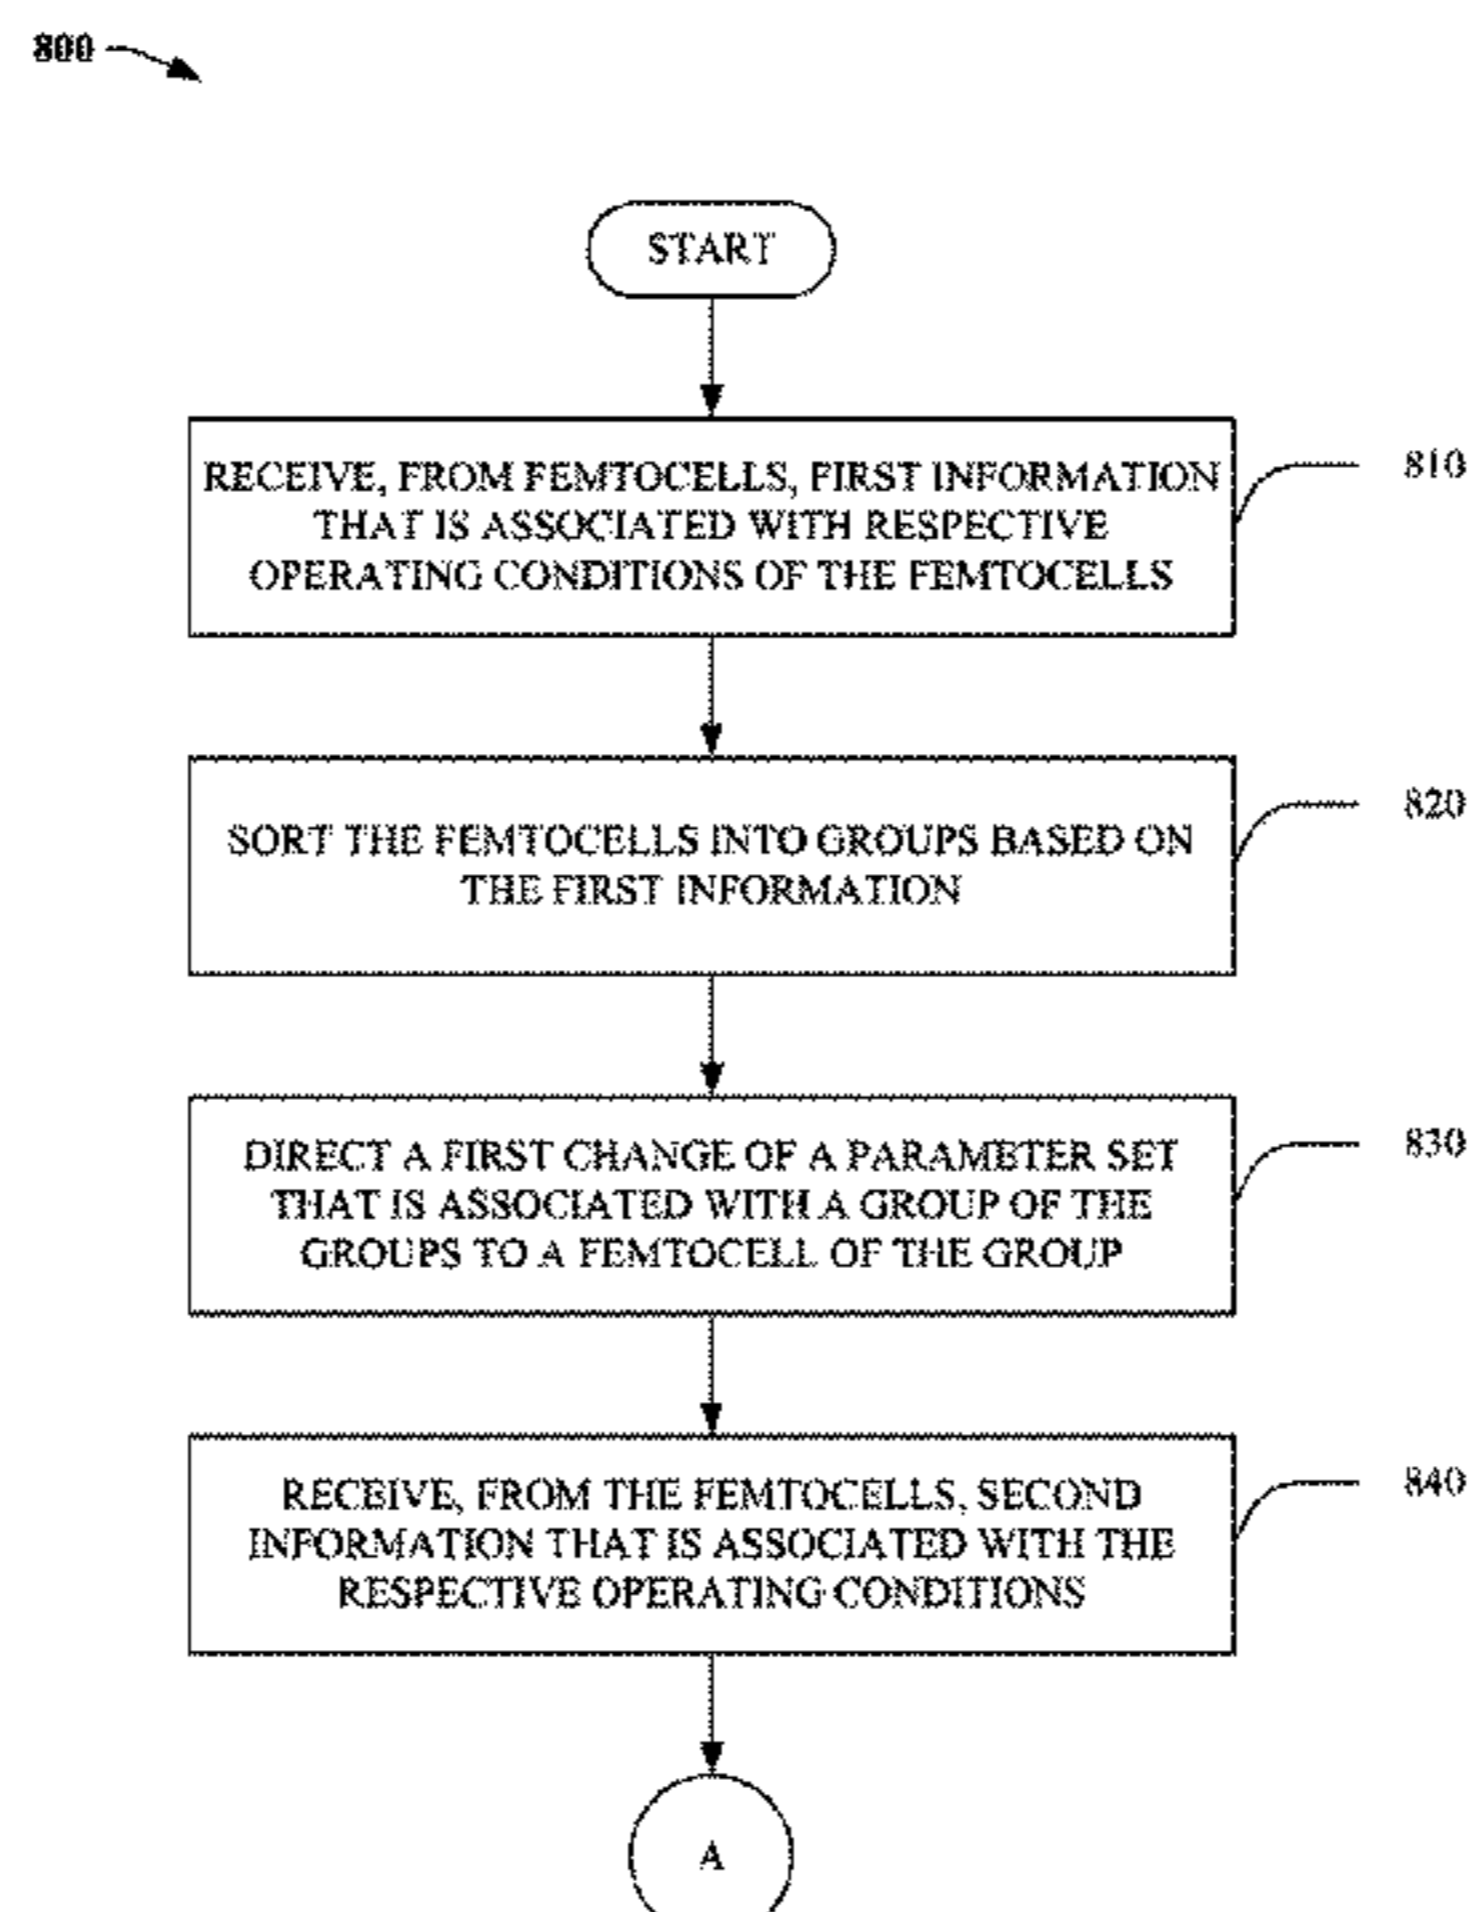 800
START
RECEIVE, FROM FEMTOCELLS, FIRST INFORMATION
THAT IS ASSOCIATED WITH RESPECTIVE
OPERATING CONDITIONS OF THE FEMTOCELLS
810
SORT THE FEMTOCELLS INTO GROUPS BASED ON
THE FIRST INFORMATION
820
DIRECT A FIRST CHANGE OF A PARAMETER SET
THAT IS ASSOCIATED WITH A GROUP OF THE
GROUPS TO A FEMTOCELL OF THE GROUP
830
RECEIVE, FROM THE FEMTOCELLS, SECOND
INFORMATION THAT IS ASSOCIATED WITH THE
RESPECTIVE OPERATING CONDITIONS
840
A